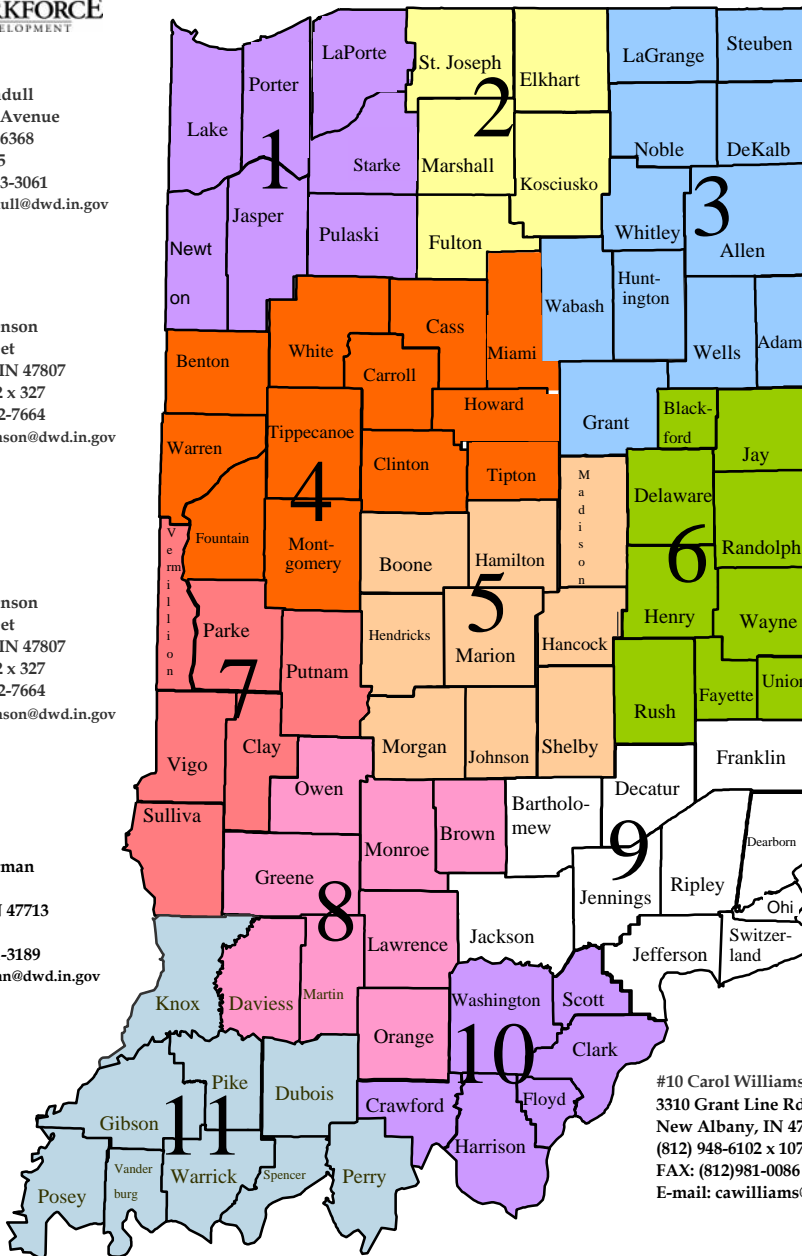 RKFORCE
ELOPMENT
dull
Avenue
6368
5
3-3061
ull@dwd.in.gov
nson
et
IN 47807
2 x 327
2-7664
nson@dwd.in.gov
nson
et
IN 47807
2 x 327
2-7664
nson@dwd.in.gov
rman
N 47713
-3189
an@dwd.in.gov
LaPorte
Porter
Lake
1
Starke
Jasper
Newt
on
Pulaski
St. Joseph
Elkhart
2
Marshall
Kosciusko
Fulton
LaGrange
Steuben
Noble
DeKalb
3
Whitley
Allen
Wabash
Hunt-
ington
Wells
Adam
Grant
Benton
White
Cass
Miami
Carroll
Howard
Warren
Tippecanoe
Clinton
Tipton
4
Fountain
Mont-
gomery
Black-
ford
Jay
Delaware
Randolph
6
Henry
Wayne
Rush
Fayette
Union
Madison
Boone
Hamilton
5
Hendricks
Marion
Hancock
Morgan
Johnson
Shelby
Vermillion
Parke
Putnam
7
Vigo
Clay
Sulliva
Owen
Greene
Monroe
Brown
8
Lawrence
Daviess
Martin
Orange
Franklin
Decatur
Bartholo-
mew
9
Dearborn
Jennings
Ripley
Ohi
Jackson
Jefferson
Switzer-
land
Washington
Scott
10
Clark
Crawford
Floyd
Harrison
Knox
Pike
Dubois
Gibson
11
Posey
Vander
burg
Warrick
Spencer
Perry
#10 Carol Williams
3310 Grant Line Rd
New Albany, IN 47
(812) 948-6102 x 107
FAX: (812)981-0086
E-mail: cawilliams@